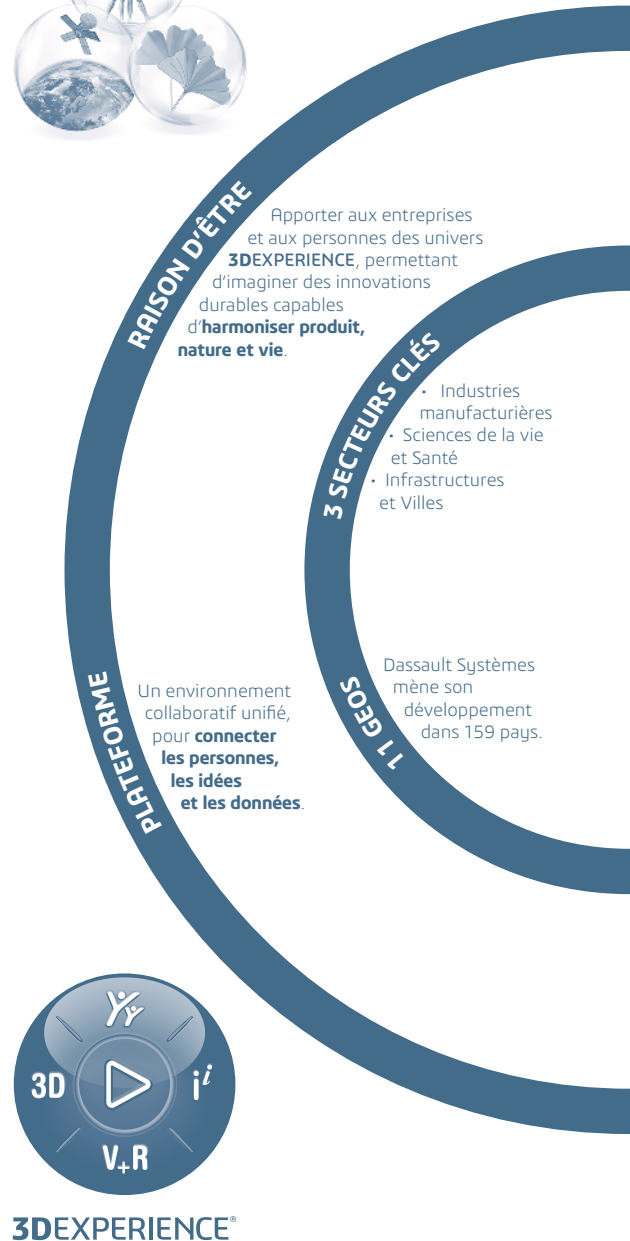 RAISON D'ÊTRE
Apporter aux entreprises
et aux personnes des univers
3DEXPERIENCE, permettant
d'imaginer des innovations
durables capables
d'harmoniser produit,
nature et vie.
3 SECTEURS CLÉS
• Industries
manufacturières
• Sciences de la vie
et Santé
• Infrastructures
et Villes
PLATEFORME
Un environnement
collaboratif unifié,
pour connecter
les personnes,
les idées
et les données.
11 GEOS
Dassault Systèmes
mène son
développement
dans 159 pays.
3D
iⁱ
V+R
3DEXPERIENCE®